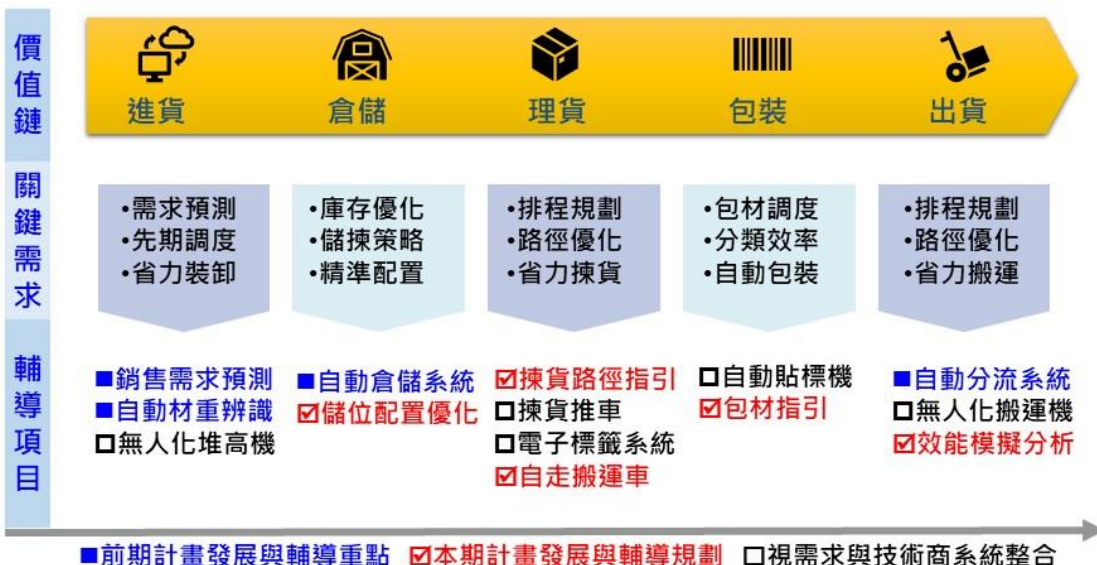 價值鏈
進貨
倉儲
理貨
包裝
出貨
關鍵需求
•需求預測
•先期調度
•省力裝卸
•庫存優化
•儲揀策略
•精準配置
•排程規劃
•路徑優化
•省力揀貨
•包材調度
•分類效率
•自動包裝
•排程規劃
•路徑優化
•省力搬運
輔導項目
■銷售需求預測
■自動材重辨識
□無人化堆高機
■自動倉儲系統
☑儲位配置優化
☑揀貨路徑指引
□揀貨推車
□電子標籤系統
☑自走搬運車
□自動貼標機
☑包材指引
■自動分流系統
□無人化搬運機
☑效能模擬分析
■前期計畫發展與輔導重點 ☑本期計畫發展與輔導規劃 □視需求與技術商系統整合